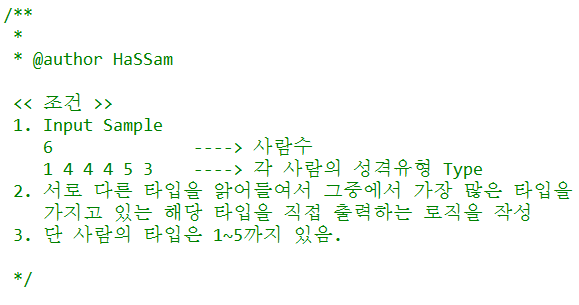 /**
 *
 * @author HaSSam

 << 조건 >>
 1. Input Sample
    6              ----> 사람수
    1 4 4 4 5 3    ----> 각 사람의 성격유형 Type
 2. 서로 다른 타입을 앍어들여서 그중에서 가장 많은 타입을
    가지고 있는 해당 타입을 직접 출력하는 로직을 작성
 3. 단 사람의 타입은 1~5까지 있음.

 */